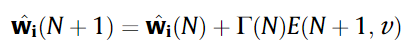 ŵᵢ(N + 1) = ŵᵢ(N) + Γ(N)E(N + 1, υ)